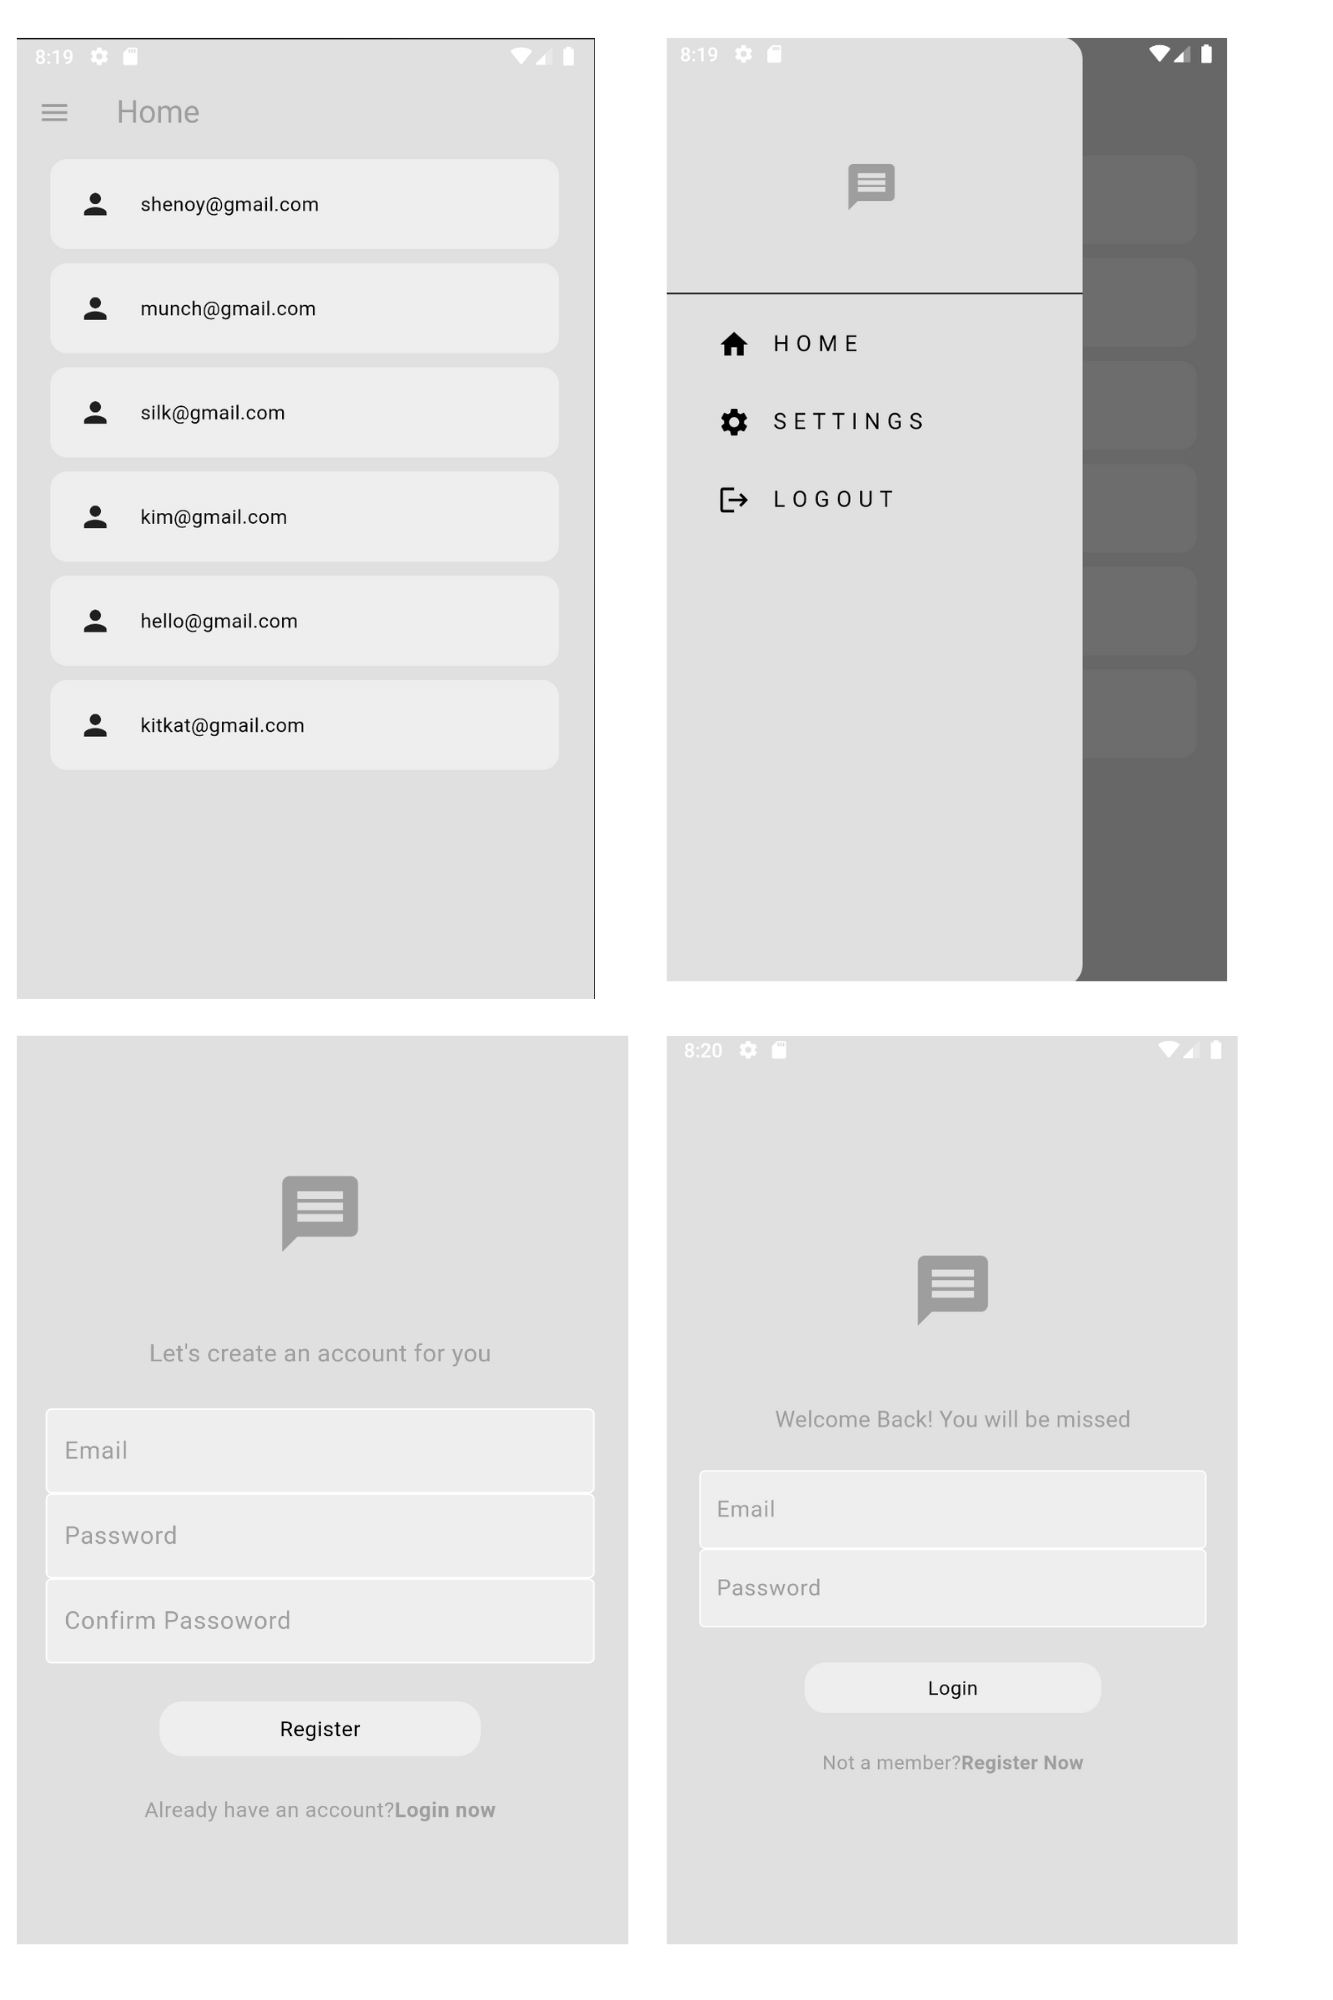 8:19
Home
shenoy@gmail.com
munch@gmail.com
silk@gmail.com
kim@gmail.com
hello@gmail.com
kitkat@gmail.com
8:19
HOME
SETTINGS
LOGOUT
Let's create an account for you
Email
Password
Confirm Passoword
Register
Already have an account?Login now
8:20
Welcome Back! You will be missed
Email
Password
Login
Not a member?Register Now